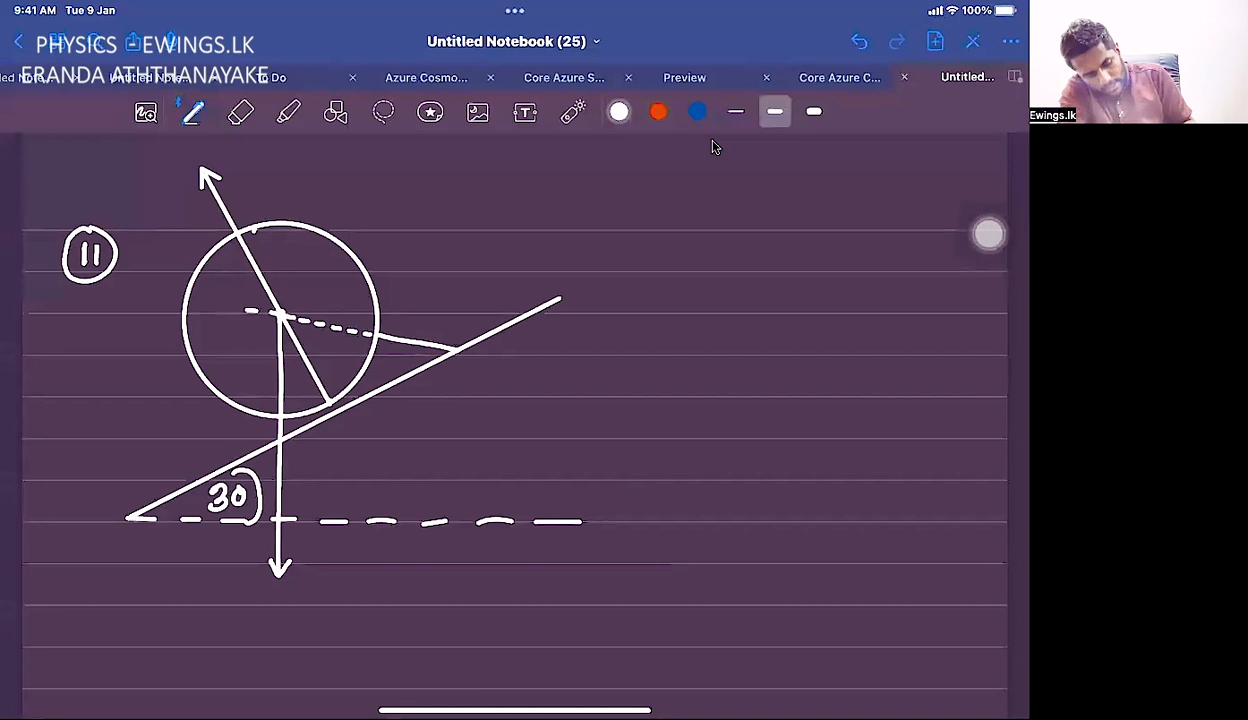 9:41 AM Tue 9 Jan
100%
PHYSICS - EWINGS.LK
ERANDA ATHTHANAYAKE
Untitled Notebook (25)
Do
Azure Cosmo...
Core Azure S...
Preview
Core Azure C...
Untitled...
Ewings.lk
11
30